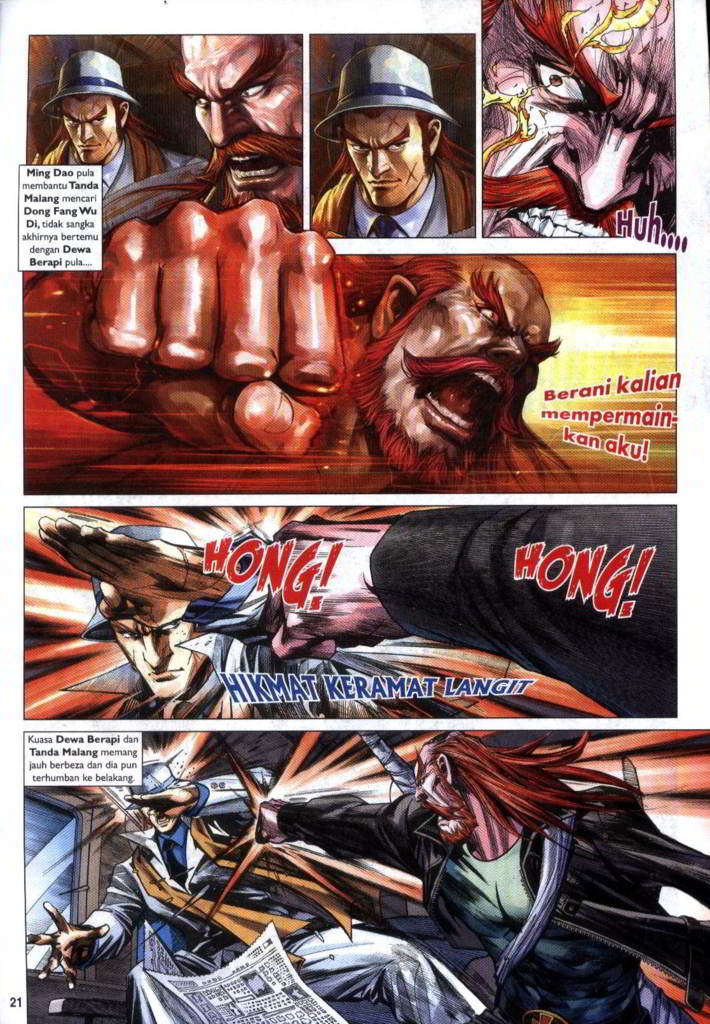 Ming Dao pula
membantu Tanda
Malang mencari
Dong Fang Wu
Di, tidak sangka
akhirnya bertemu
dengan Dewa
Berapi pula....
Huh....
Berani kalian
mempermain-
kan aku!
HONG!
HONG!
HIKMAT KERAMAT LANGIT
Kuasa Dewa Berapi dan
Tanda Malang memang
jauh berbeza dan dia pun
terhumban ke belakang.
21